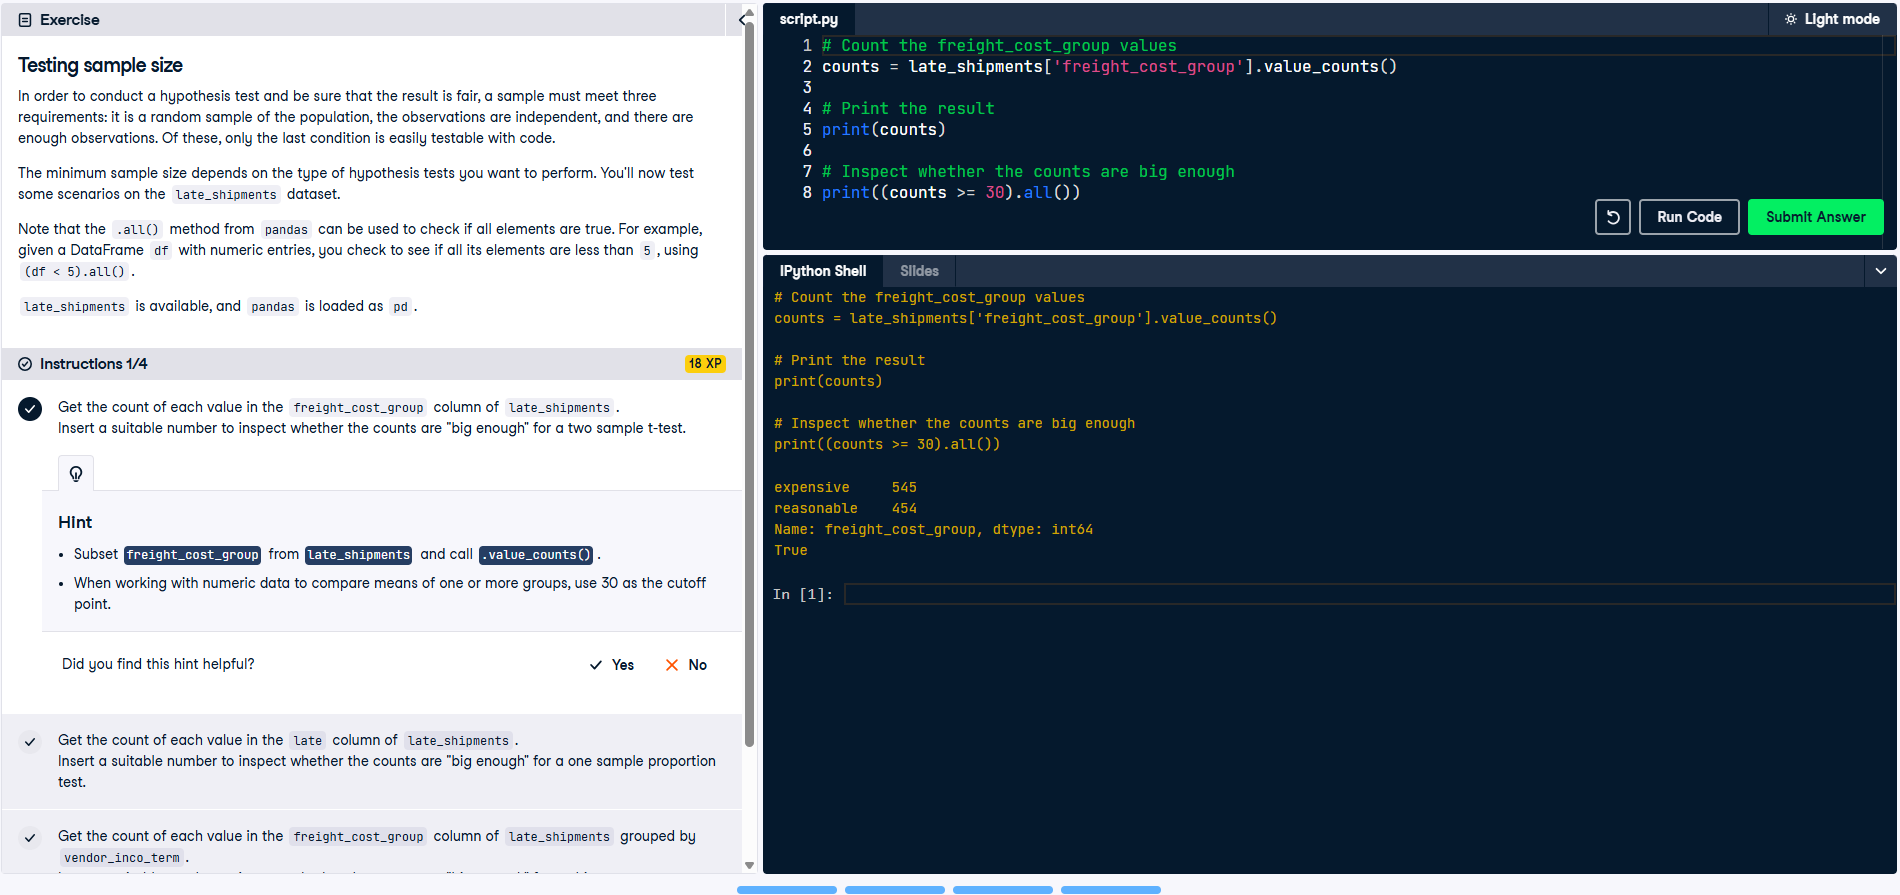 Exercise
Testing sample size
In order to conduct a hypothesis test and be sure that the result is fair, a sample must meet three
requirements: it is a random sample of the population, the observations are independent, and there are
enough observations. Of these, only the last condition is easily testable with code.
The minimum sample size depends on the type of hypothesis tests you want to perform. You'll now test
some scenarios on the late_shipments dataset.
Note that the .all() method from pandas can be used to check if all elements are true. For example,
given a DataFrame df with numeric entries, you check to see if all its elements are less than 5, using
(df < 5).all().
late_shipments is available, and pandas is loaded as pd.
Instructions 1/4
18 XP
Get the count of each value in the freight_cost_group column of late_shipments.
Insert a suitable number to inspect whether the counts are "big enough" for a two sample t-test.
Hint
• Subset freight_cost_group from late_shipments and call .value_counts().
• When working with numeric data to compare means of one or more groups, use 30 as the cutoff
point.
Did you find this hint helpful?
Yes
No
Get the count of each value in the late column of late_shipments.
Insert a suitable number to inspect whether the counts are "big enough" for a one sample proportion
test.
Get the count of each value in the freight_cost_group column of late_shipments grouped by
vendor_inco_term.
script.py
Light mode
1 # Count the freight_cost_group values
2 counts = late_shipments['freight_cost_group'].value_counts()
3
4 # Print the result
5 print(counts)
6
7 # Inspect whether the counts are big enough
8 print((counts >= 30).all())
Run Code
Submit Answer
IPython Shell
Slides
# Count the freight_cost_group values
counts = late_shipments['freight_cost_group'].value_counts()
# Print the result
print(counts)
# Inspect whether the counts are big enough
print((counts >= 30).all())
expensive 545
reasonable 454
Name: freight_cost_group, dtype: int64
True
In [1]: